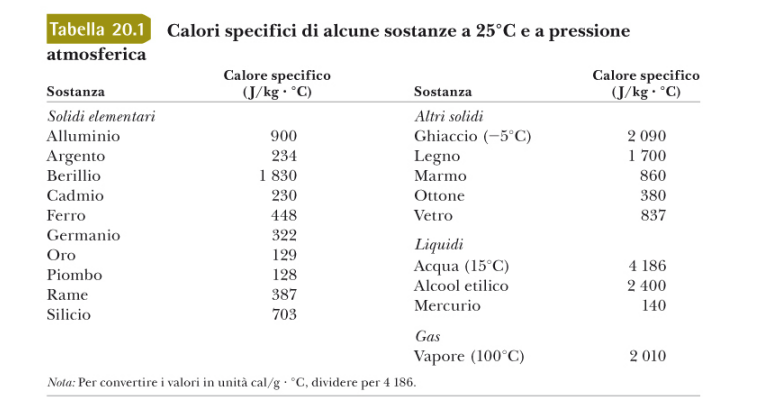 Tabella 20.1 Calori specifici di alcune sostanze a 25°C e a pressione
atmosferica
Calore specifico Calore specifico
Sostanza (J/kg · °C) Sostanza (J/kg · °C)
Solidi elementari Altri solidi
Alluminio 900 Ghiaccio (−5°C) 2 090
Argento 234 Legno 1 700
Berillio 1 830 Marmo 860
Cadmio 230 Ottone 380
Ferro 448 Vetro 837
Germanio 322
Liquidi
Oro 129
Acqua (15°C) 4 186
Piombo 128
Alcool etilico 2 400
Rame 387
Mercurio 140
Silicio 703
Gas
Vapore (100°C) 2 010
Nota: Per convertire i valori in unità cal/g · °C, dividere per 4 186.